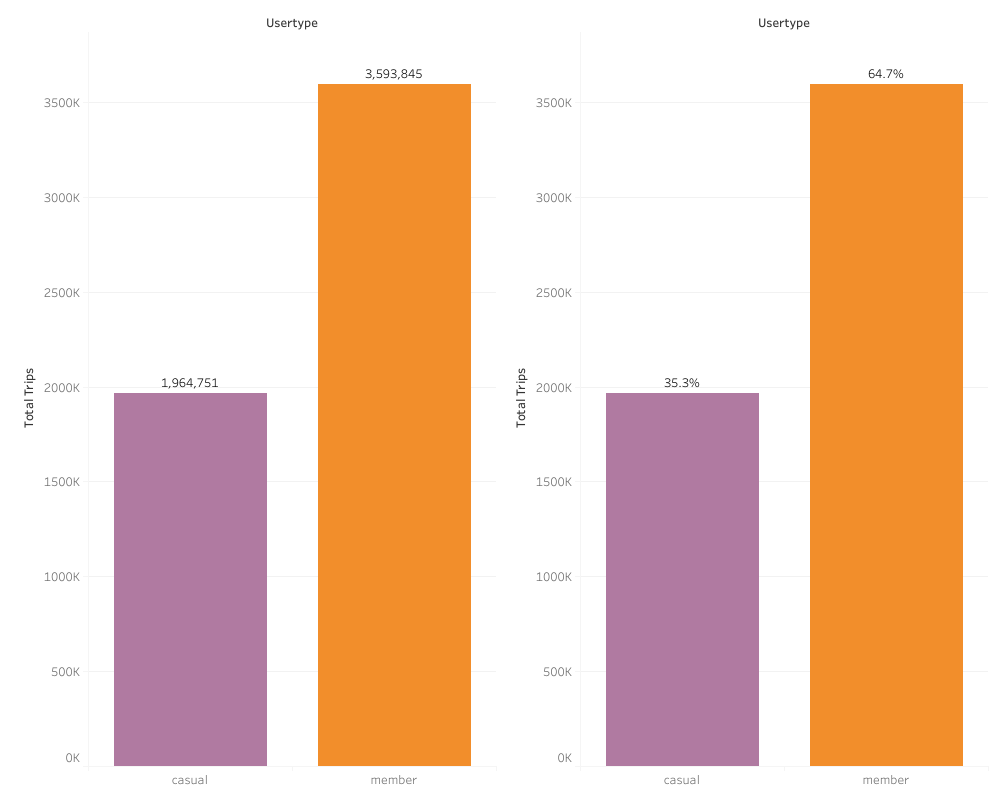 Usertype
3,593,845
3500K
3000K
2500K
2000K
1,964,751
1500K
1000K
500K
0K
Total Trips
casual
member
Usertype
64.7%
3500K
3000K
2500K
2000K
35.3%
1500K
1000K
500K
0K
Total Trips
casual
member